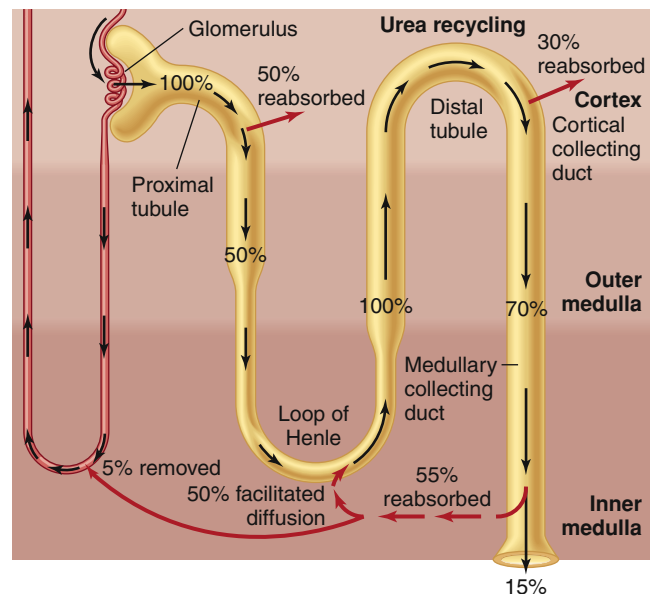 Urea recycling
Glomerulus
100%
50%
reabsorbed
30%
reabsorbed
Cortex
Cortical
collecting
duct
Distal
tubule
Proximal
tubule
50%
100%
70%
Outer
medulla
Medullary
collecting
duct
Loop of
Henle
5% removed
50% facilitated
diffusion
55%
reabsorbed
Inner
medulla
15%